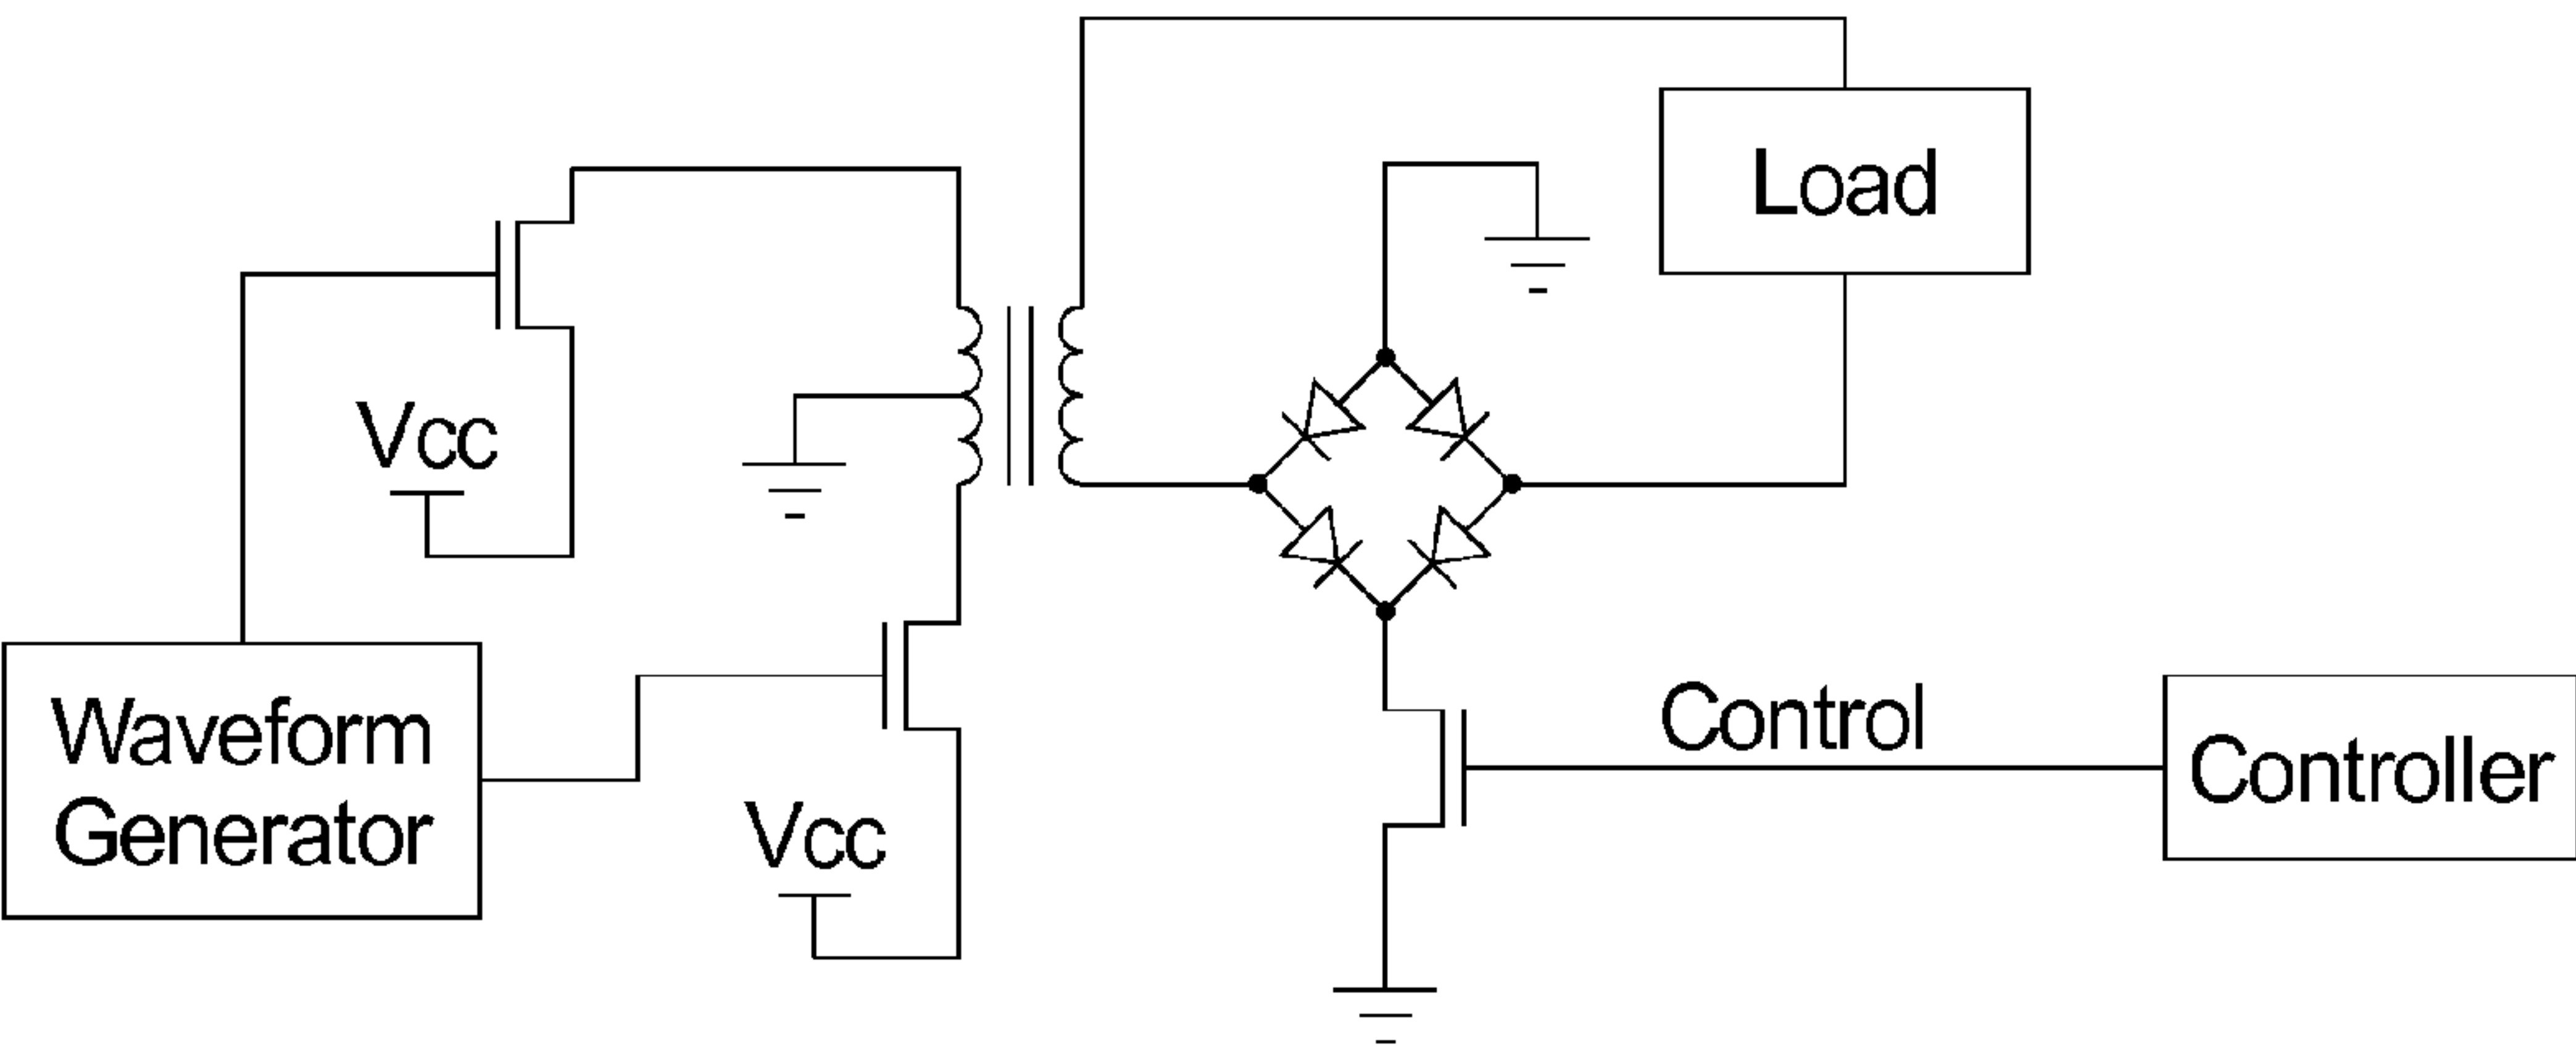 Load
Vcc
Waveform
Generator
Vcc
Control
Controller